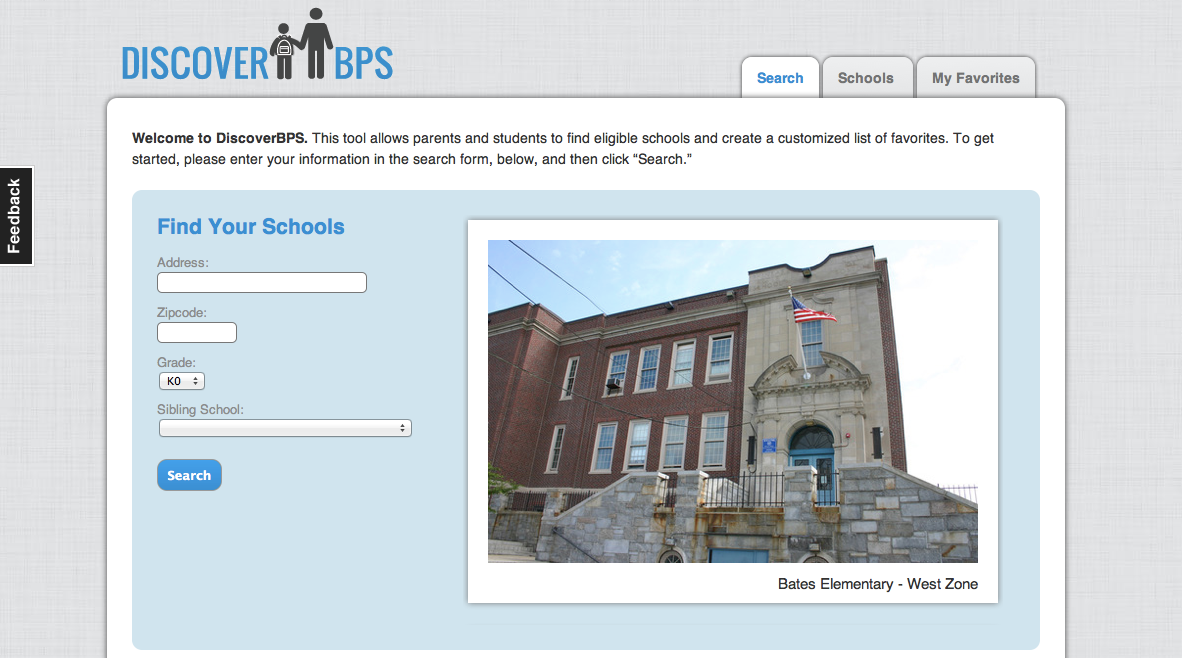 DISCOVER BPS
Search
Schools
My Favorites
Welcome to DiscoverBPS. This tool allows parents and students to find eligible schools and create a customized list of favorites. To get
started, please enter your information in the search form, below, and then click “Search.”
Feedback
Find Your Schools
Address:
Zipcode:
Grade:
K0
Sibling School:
Search
Bates Elementary - West Zone